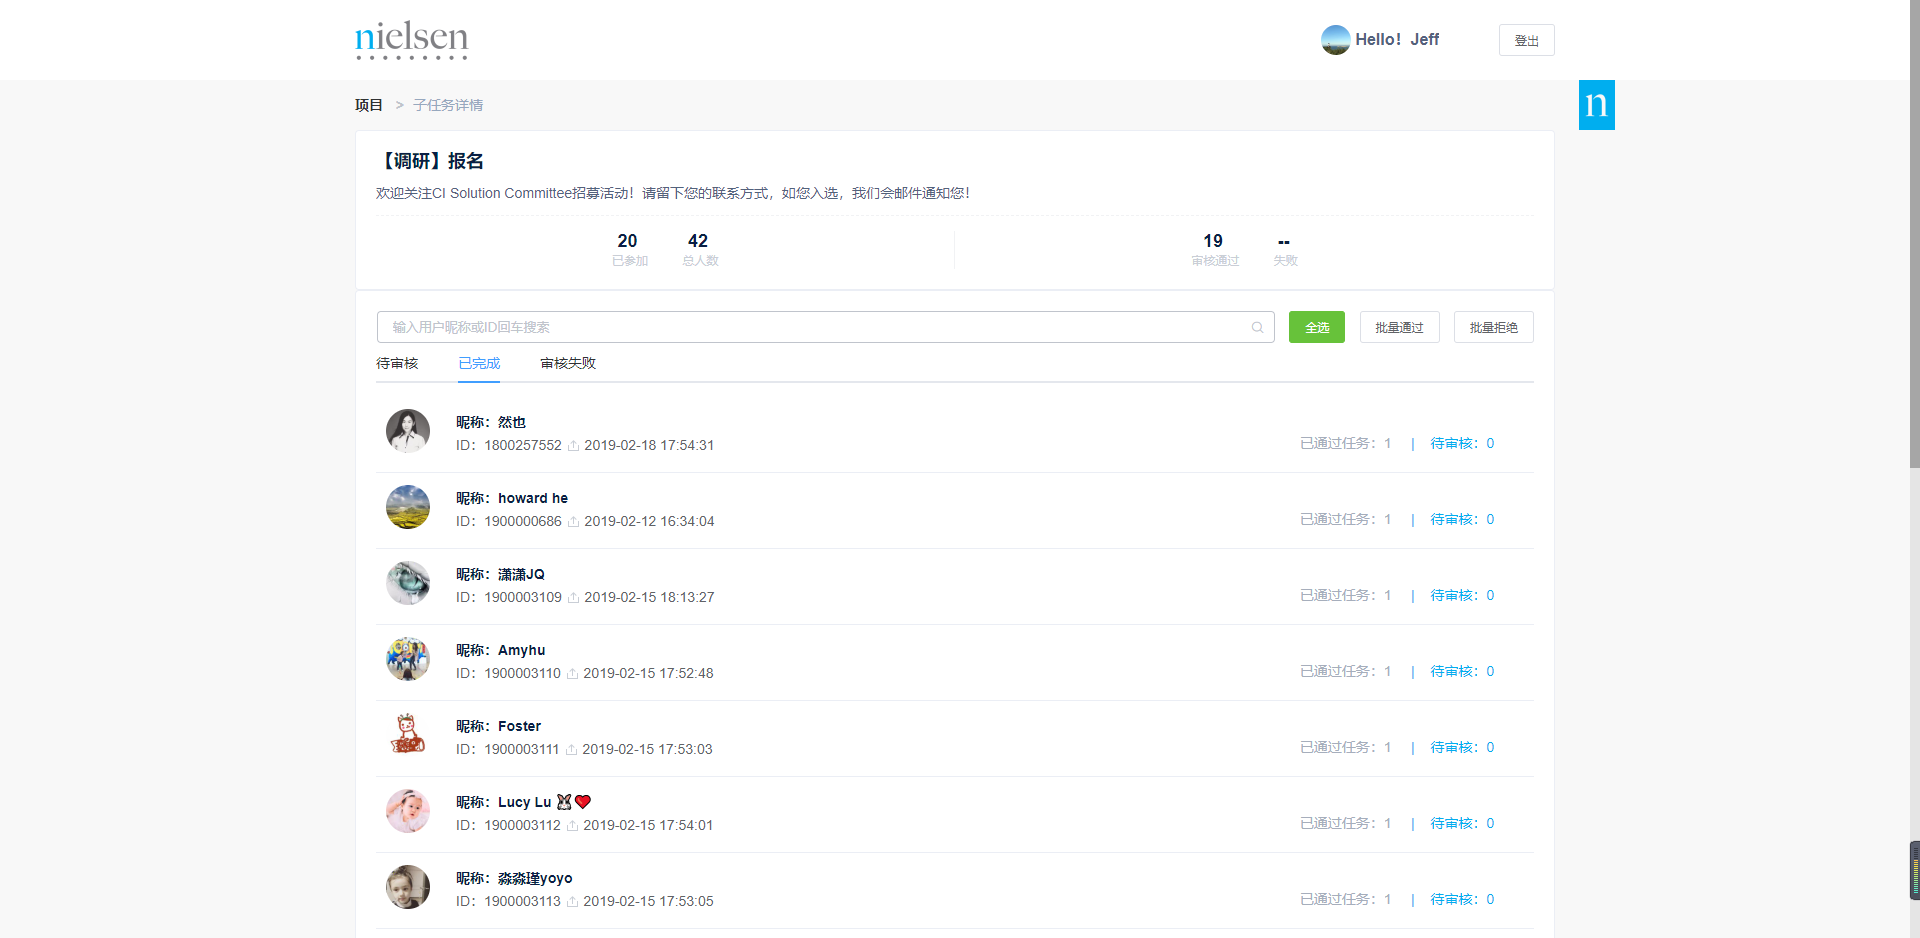 nielsen
Hello！Jeff
登出
项目 > 子任务详情
n
【调研】报名
欢迎关注CI Solution Committee招募活动！请留下您的联系方式，如您入选，我们会邮件通知您！
20 42 19 --
已参加 总人数 审核通过 失败
输入用户昵称或ID回车搜索 全选 批量通过 批量拒绝
待审核 已完成 审核失败
昵称：然也
ID：1800257552 2019-02-18 17:54:31 已通过任务：1 | 待审核：0
昵称：howard he
ID：1900000686 2019-02-12 16:34:04 已通过任务：1 | 待审核：0
昵称：潇潇JQ
ID：1900003109 2019-02-15 18:13:27 已通过任务：1 | 待审核：0
昵称：Amyhu
ID：1900003110 2019-02-15 17:52:48 已通过任务：1 | 待审核：0
昵称：Foster
ID：1900003111 2019-02-15 17:53:03 已通过任务：1 | 待审核：0
昵称：Lucy Lu 🐰❤️
ID：1900003112 2019-02-15 17:54:01 已通过任务：1 | 待审核：0
昵称：淼淼瑾yoyo
ID：1900003113 2019-02-15 17:53:05 已通过任务：1 | 待审核：0